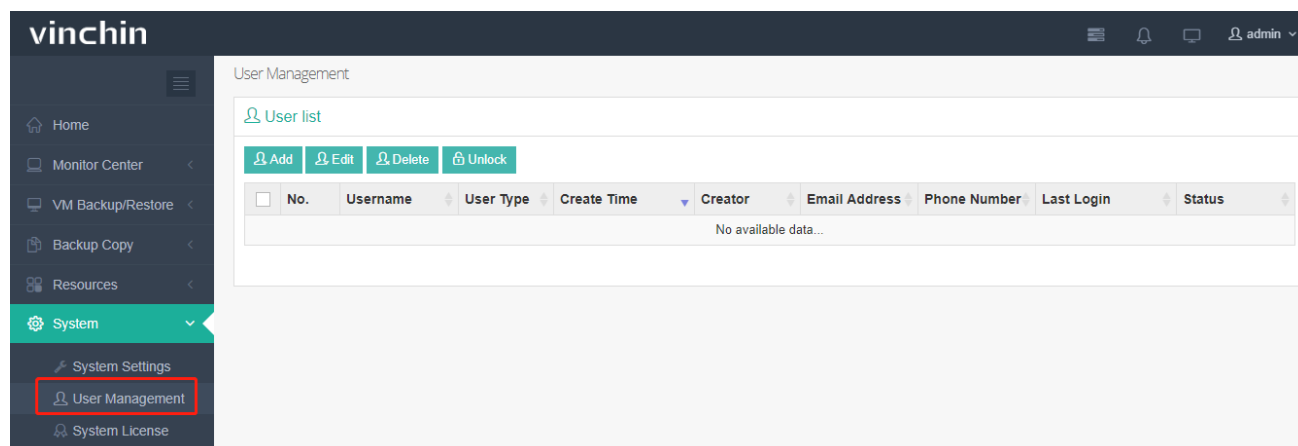 vinchin
admin
User Management
User list
Home
Add Edit Delete Unlock
Monitor Center
No. Username User Type Create Time Creator Email Address Phone Number Last Login Status
VM Backup/Restore
No available data...
Backup Copy
Resources
System
System Settings
User Management
System License